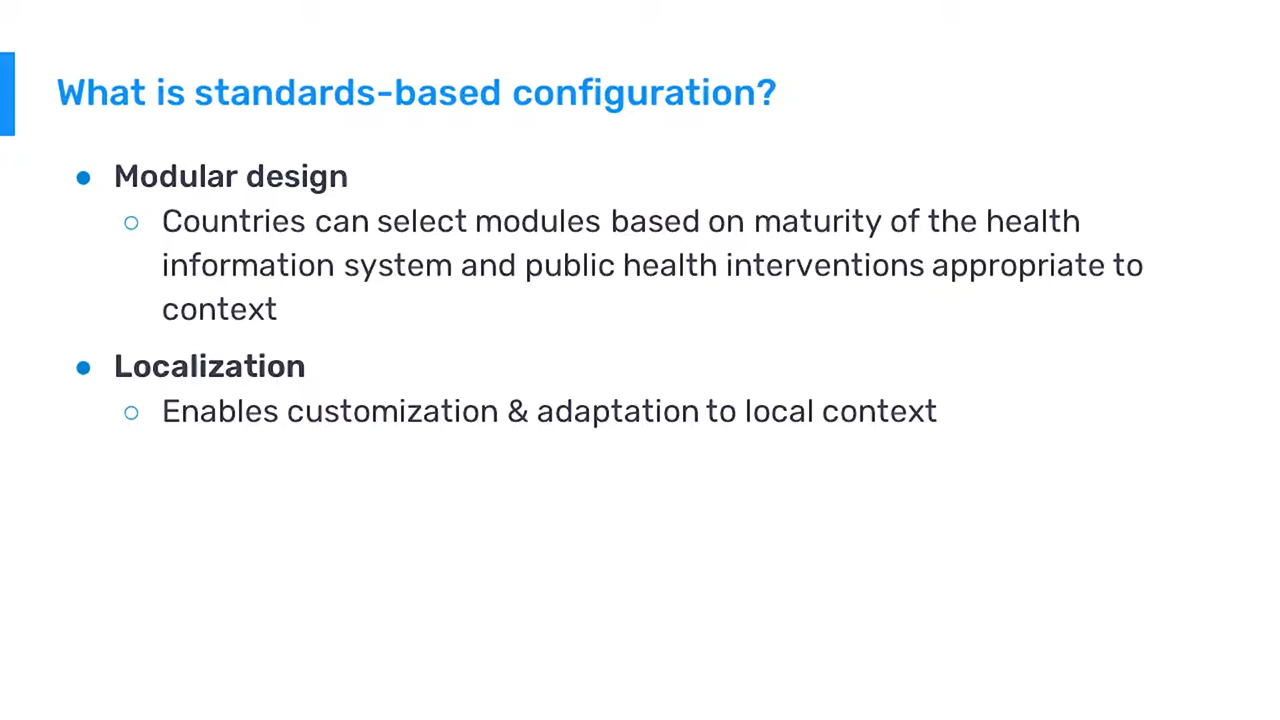 What is standards-based configuration?
● Modular design
○ Countries can select modules based on maturity of the health
information system and public health interventions appropriate to
context
● Localization
○ Enables customization & adaptation to local context